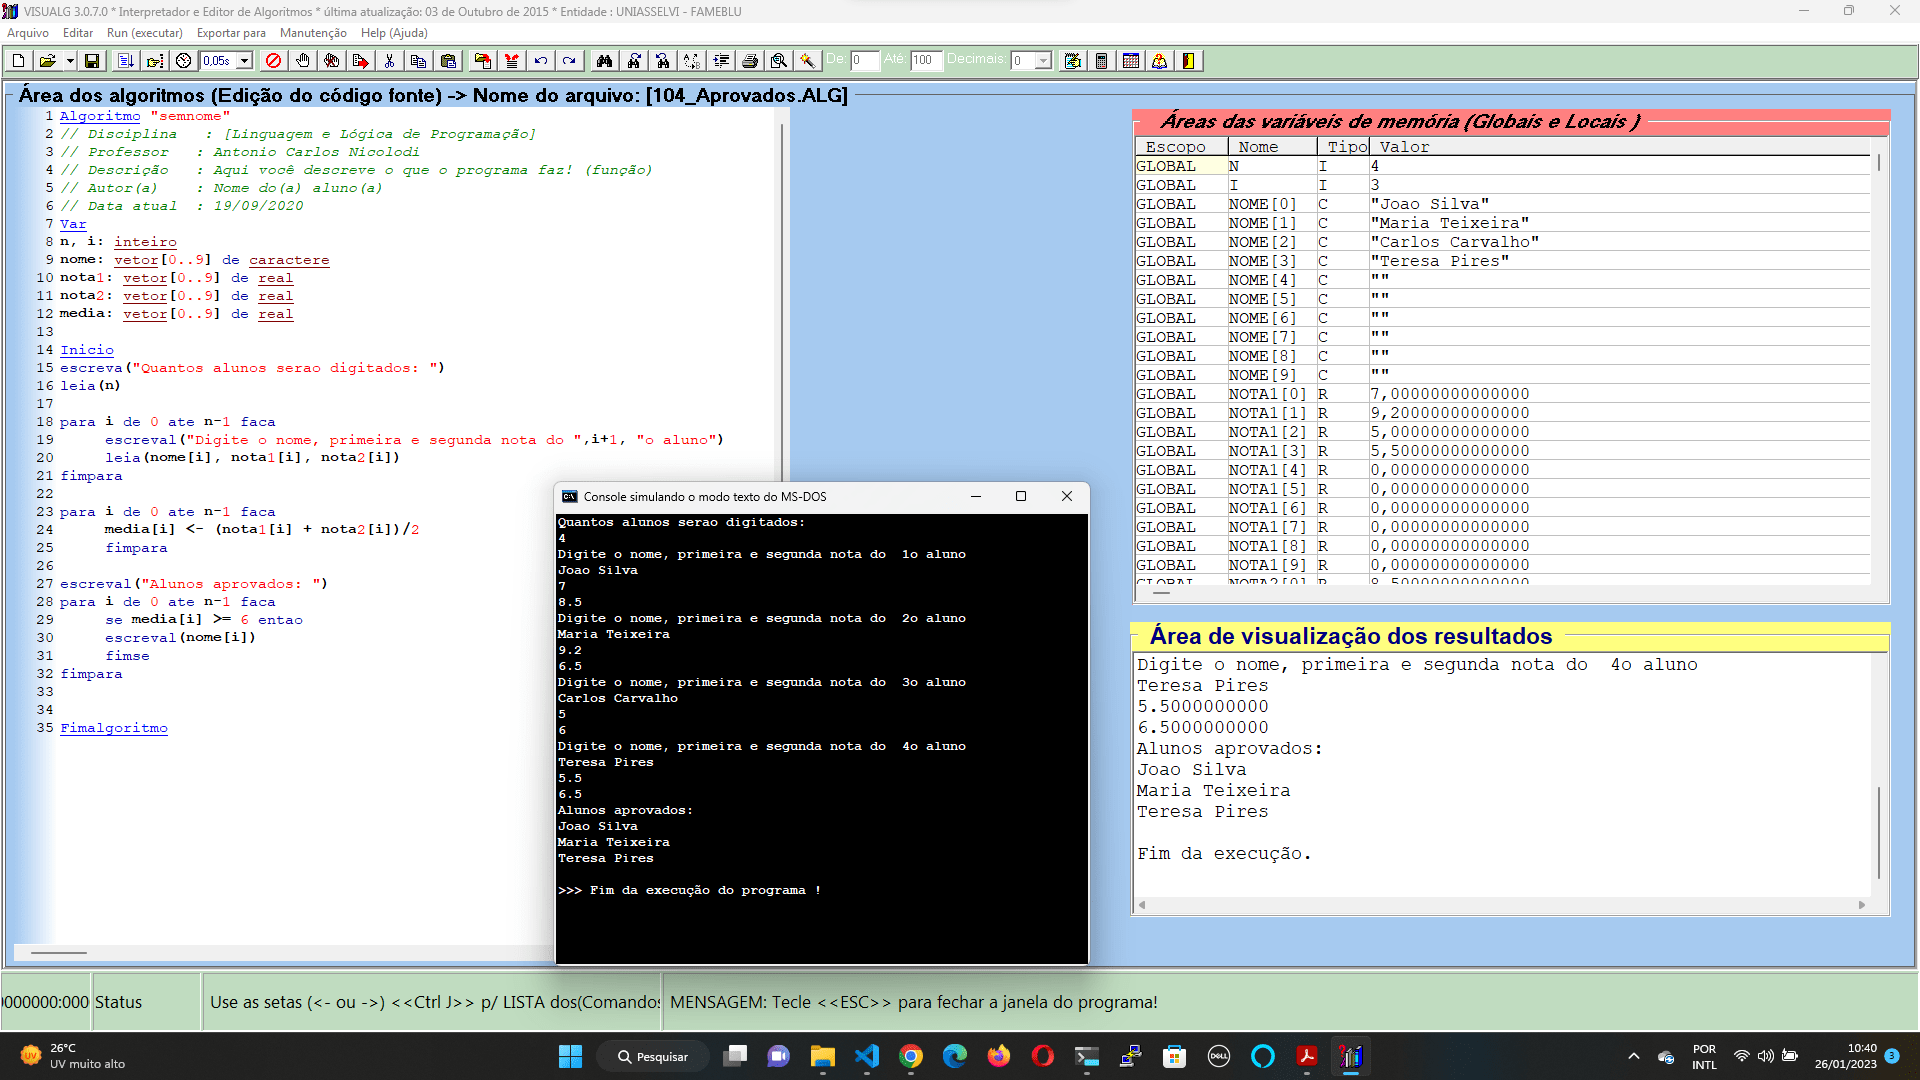 VISUALG 3.0.7.0 * Interpretador e Editor de Algoritmos * última atualização: 03 de Outubro de 2015 * Entidade : UNIASSELVI - FAMEBLU
Arquivo Editar Run (executar) Exportar para Manutenção Help (Ajuda)
0,05s De: 0 Até: 100 Decimais: 0
Área dos algoritmos (Edição do código fonte) -> Nome do arquivo: [104_Aprovados.ALG]
1 Algoritmo "semnome"
2 // Disciplina : [Linguagem e Lógica de Programação]
3 // Professor : Antonio Carlos Nicolodi
4 // Descrição : Aqui você descreve o que o programa faz! (função)
5 // Autor(a) : Nome do(a) aluno(a)
6 // Data atual : 19/09/2020
7 Var
8 n, i: inteiro
9 nome: vetor[0..9] de caractere
10 nota1: vetor[0..9] de real
11 nota2: vetor[0..9] de real
12 media: vetor[0..9] de real
13
14 Inicio
15 escreva("Quantos alunos serao digitados: ")
16 leia(n)
17
18 para i de 0 ate n-1 faca
19 escreval("Digite o nome, primeira e segunda nota do ",i+1, "o aluno")
20 leia(nome[i], nota1[i], nota2[i])
21 fimpara
22
23 para i de 0 ate n-1 faca
24 media[i] <- (nota1[i] + nota2[i])/2
25 fimpara
26
27 escreval("Alunos aprovados: ")
28 para i de 0 ate n-1 faca
29 se media[i] >= 6 entao
30 escreval(nome[i])
31 fimse
32 fimpara
33
34
35 Fimalgoritmo
Console simulando o modo texto do MS-DOS
Quantos alunos serao digitados:
4
Digite o nome, primeira e segunda nota do 1o aluno
Joao Silva
7
8.5
Digite o nome, primeira e segunda nota do 2o aluno
Maria Teixeira
9.2
6.5
Digite o nome, primeira e segunda nota do 3o aluno
Carlos Carvalho
5
6
Digite o nome, primeira e segunda nota do 4o aluno
Teresa Pires
5.5
6.5
Alunos aprovados:
Joao Silva
Maria Teixeira
Teresa Pires
>>> Fim da execução do programa !
Áreas das variáveis de memória (Globais e Locais )
Escopo Nome Tipo Valor
GLOBAL N I 4
GLOBAL I I 3
GLOBAL NOME[0] C "Joao Silva"
GLOBAL NOME[1] C "Maria Teixeira"
GLOBAL NOME[2] C "Carlos Carvalho"
GLOBAL NOME[3] C "Teresa Pires"
GLOBAL NOME[4] C ""
GLOBAL NOME[5] C ""
GLOBAL NOME[6] C ""
GLOBAL NOME[7] C ""
GLOBAL NOME[8] C ""
GLOBAL NOME[9] C ""
GLOBAL NOTA1[0] R 7,00000000000000
GLOBAL NOTA1[1] R 9,20000000000000
GLOBAL NOTA1[2] R 5,00000000000000
GLOBAL NOTA1[3] R 5,50000000000000
GLOBAL NOTA1[4] R 0,00000000000000
GLOBAL NOTA1[5] R 0,00000000000000
GLOBAL NOTA1[6] R 0,00000000000000
GLOBAL NOTA1[7] R 0,00000000000000
GLOBAL NOTA1[8] R 0,00000000000000
GLOBAL NOTA1[9] R 0,00000000000000
GLOBAL NOTA2[0] R 8,50000000000000
Área de visualização dos resultados
Digite o nome, primeira e segunda nota do 4o aluno
Teresa Pires
5.5000000000
6.5000000000
Alunos aprovados:
Joao Silva
Maria Teixeira
Teresa Pires
Fim da execução.
0000000:000 Status Use as setas (<- ou ->) <<Ctrl J>> p/ LISTA dos(Comandos MENSAGEM: Tecle <<ESC>> para fechar a janela do programa!
UV 26°C
UV muito alto
Pesquisar
DELL
POR
INTL
10:40
26/01/2023
3